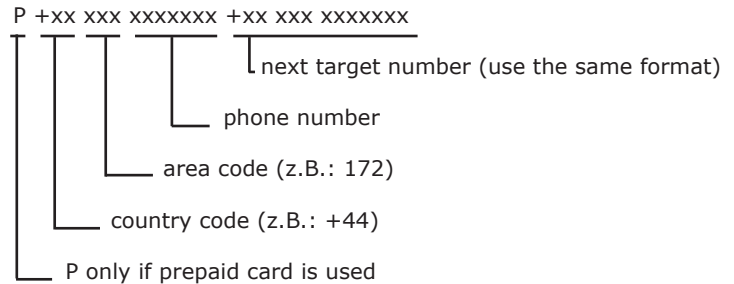 P +xx xxx xxxxxxx +xx xxx xxxxxxx
next target number (use the same format)
phone number
area code (z.B.: 172)
country code (z.B.: +44)
P only if prepaid card is used